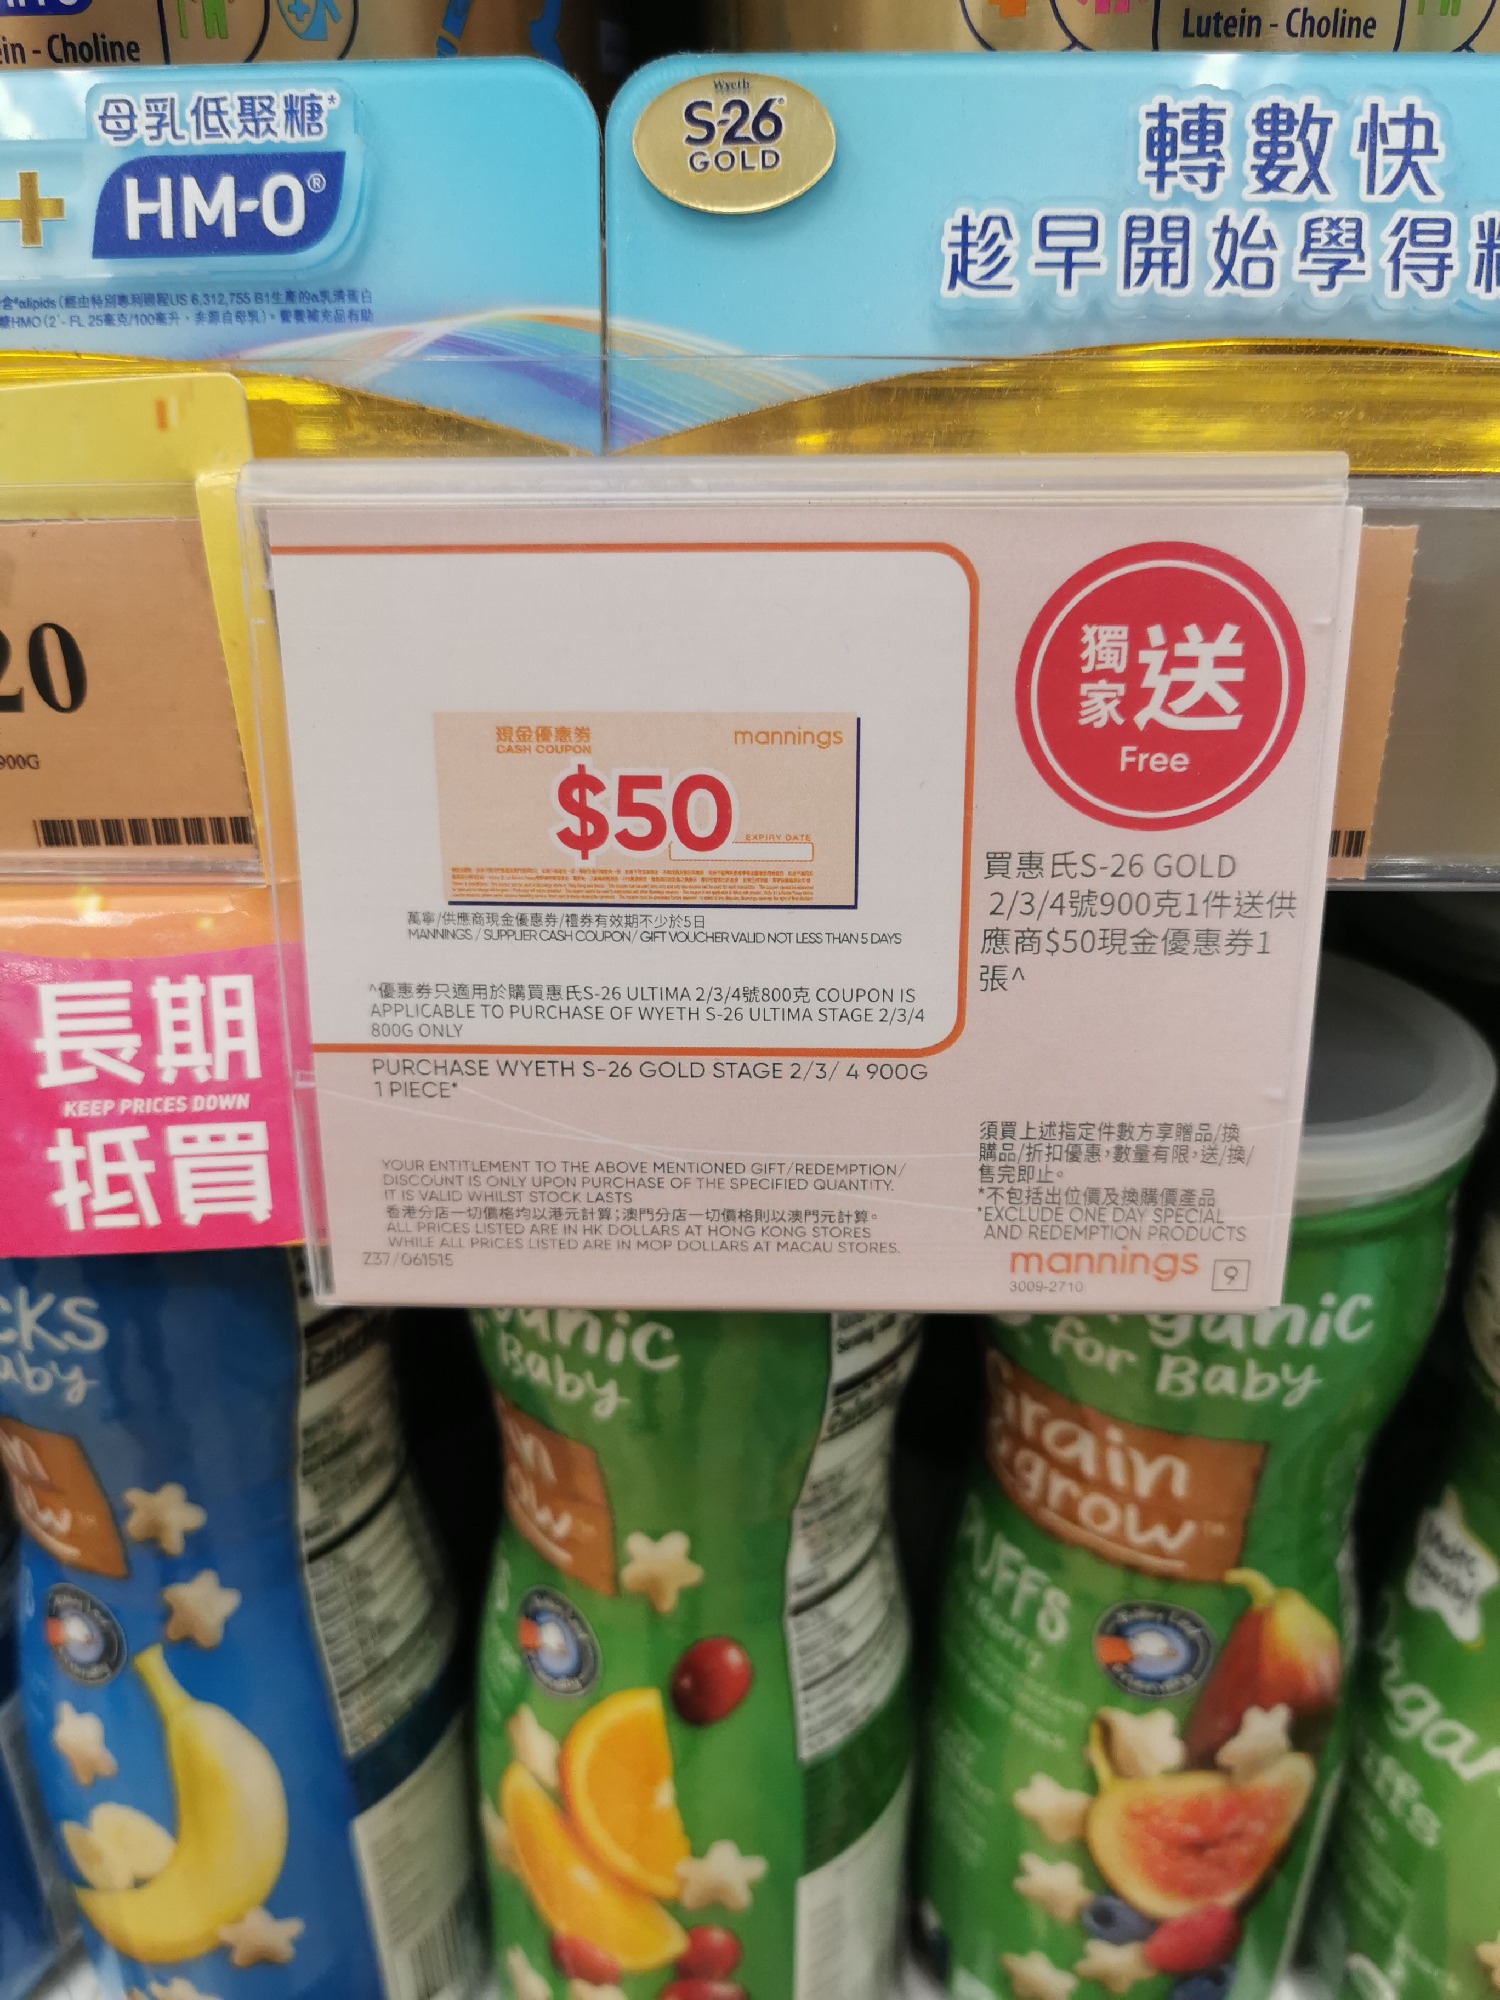 Lutein - Choline
in - Choline
母乳低聚糖*
+ HM-O®
Wyeth
S-26
GOLD
轉數快
趁早開始學得
20
900G
長期
KEEP PRICES DOWN
抵買
現金優惠券
CASH COUPON
mannings
$50
EXPIRY DATE
萬寧/供應商現金優惠券/禮券有效期不少於5日
MANNINGS / SUPPLIER CASH COUPON / GIFT VOUCHER VALID NOT LESS THAN 5 DAYS
^優惠券只適用於購買惠氏S-26 ULTIMA 2/3/4號800克 COUPON IS
APPLICABLE TO PURCHASE OF WYETH S-26 ULTIMA STAGE 2/3/4
800G ONLY
獨家送
Free
買惠氏S-26 GOLD
2/3/4號900克1件送供
應商$50現金優惠券1
張^
PURCHASE WYETH S-26 GOLD STAGE 2/3/ 4 900G
1 PIECE*
YOUR ENTITLEMENT TO THE ABOVE MENTIONED GIFT/REDEMPTION/
DISCOUNT IS ONLY UPON PURCHASE OF THE SPECIFIED QUANTITY.
IT IS VALID WHILST STOCK LASTS
香港分店一切價格均以港元計算;澳門分店一切價格則以澳門元計算。
ALL PRICES LISTED ARE IN HK DOLLARS AT HONG KONG STORES
WHILE ALL PRICES LISTED ARE IN MOP DOLLARS AT MACAU STORES.
Z37/061515
須買上述指定件數方享贈品/換
購品/折扣優惠,數量有限,送/換/
售完即止。
*不包括出位價及換購價產品
*EXCLUDE ONE DAY SPECIAL
AND REDEMPTION PRODUCTS
mannings
3009-2710
9
for Baby
Baby
grow